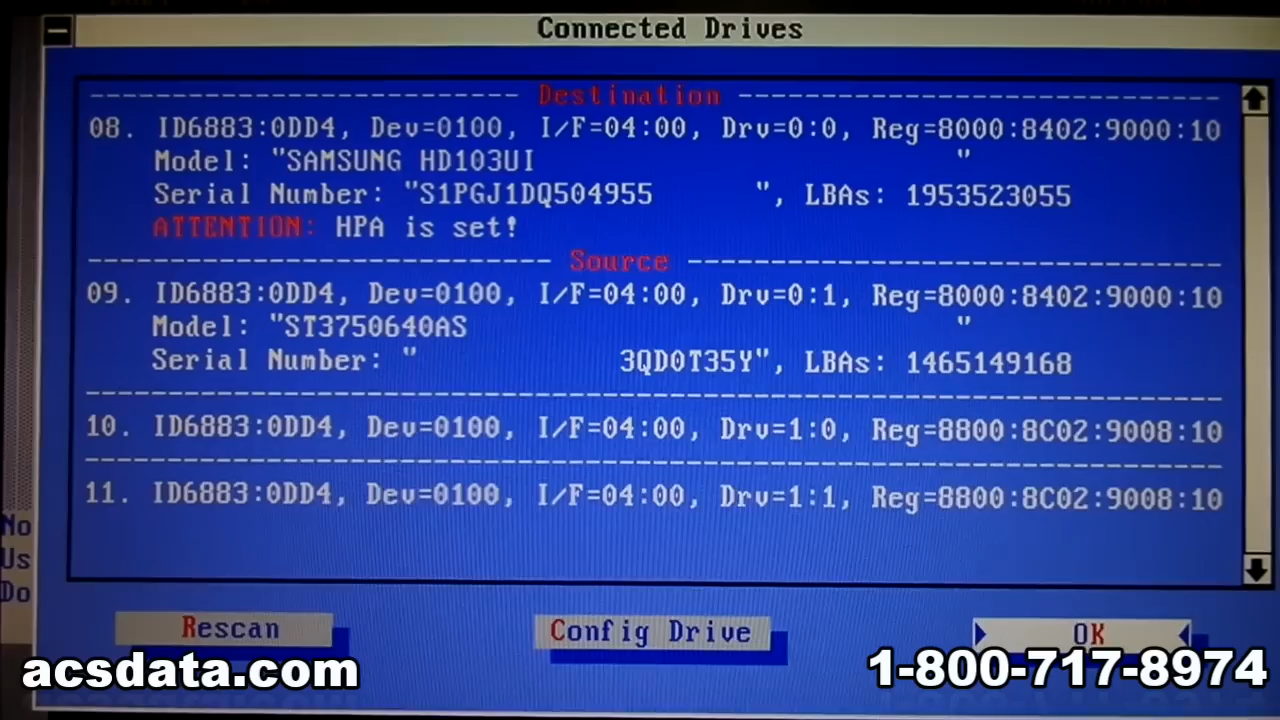 Connected Drives
Destination
08. ID6883:0DD4, Dev=0100, I/F=04:00, Drv=0:0, Reg=8000:8402:9000:10
Model: "SAMSUNG HD103UI "
Serial Number: "S1PGJ1DQ504955 ", LBAs: 1953523055
ATTENTION: HPA is set!
Source
09. ID6883:0DD4, Dev=0100, I/F=04:00, Drv=0:1, Reg=8000:8402:9000:10
Model: "ST3750640AS "
Serial Number: " 3QD0T35Y", LBAs: 1465149168
10. ID6883:0DD4, Dev=0100, I/F=04:00, Drv=1:0, Reg=8800:8C02:9008:10
11. ID6883:0DD4, Dev=0100, I/F=04:00, Drv=1:1, Reg=8800:8C02:9008:10
No
Us
Do
Rescan Config Drive OK
acsdata.com 1-800-717-8974